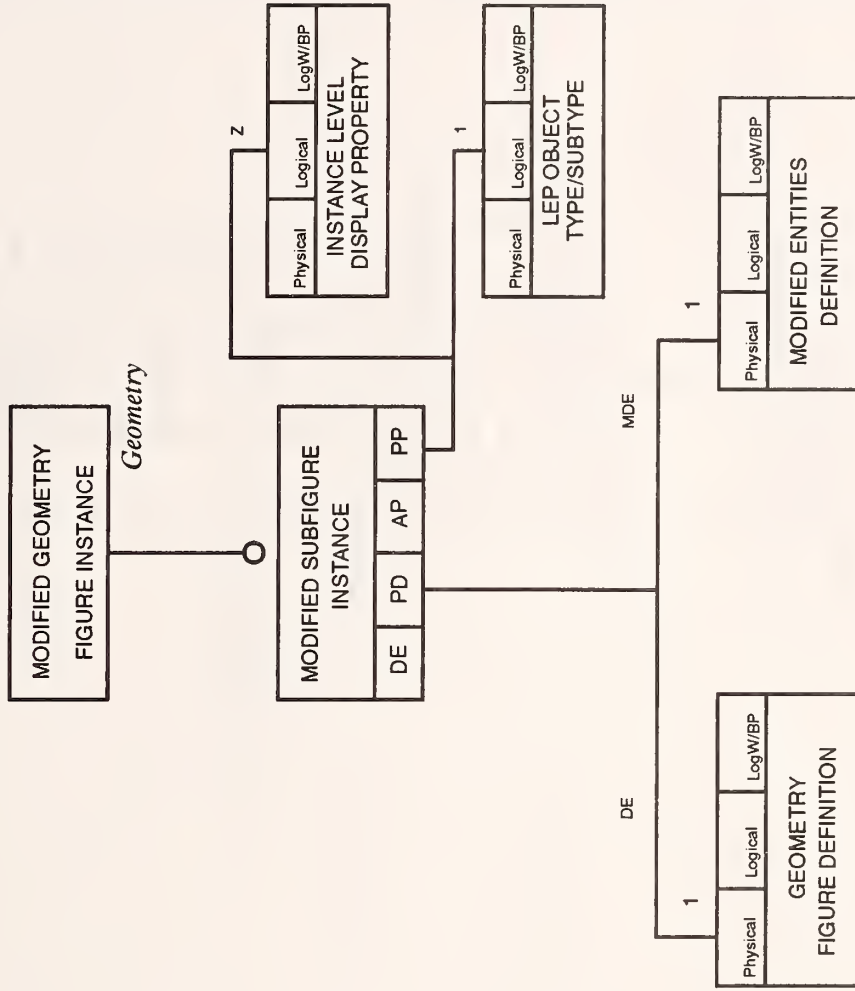 MODIFIED GEOMETRY
FIGURE INSTANCE
Geometry
MODIFIED SUBFIGURE
INSTANCE
DE PD AP PP
Z
Physical Logical LogW/BP
INSTANCE LEVEL
DISPLAY PROPERTY
1
Physical Logical LogW/BP
LEP OBJECT
TYPE/SUBTYPE
DE
1
Physical Logical LogW/BP
GEOMETRY
FIGURE DEFINITION
MDE
1
Physical Logical LogW/BP
MODIFIED ENTITIES
DEFINITION